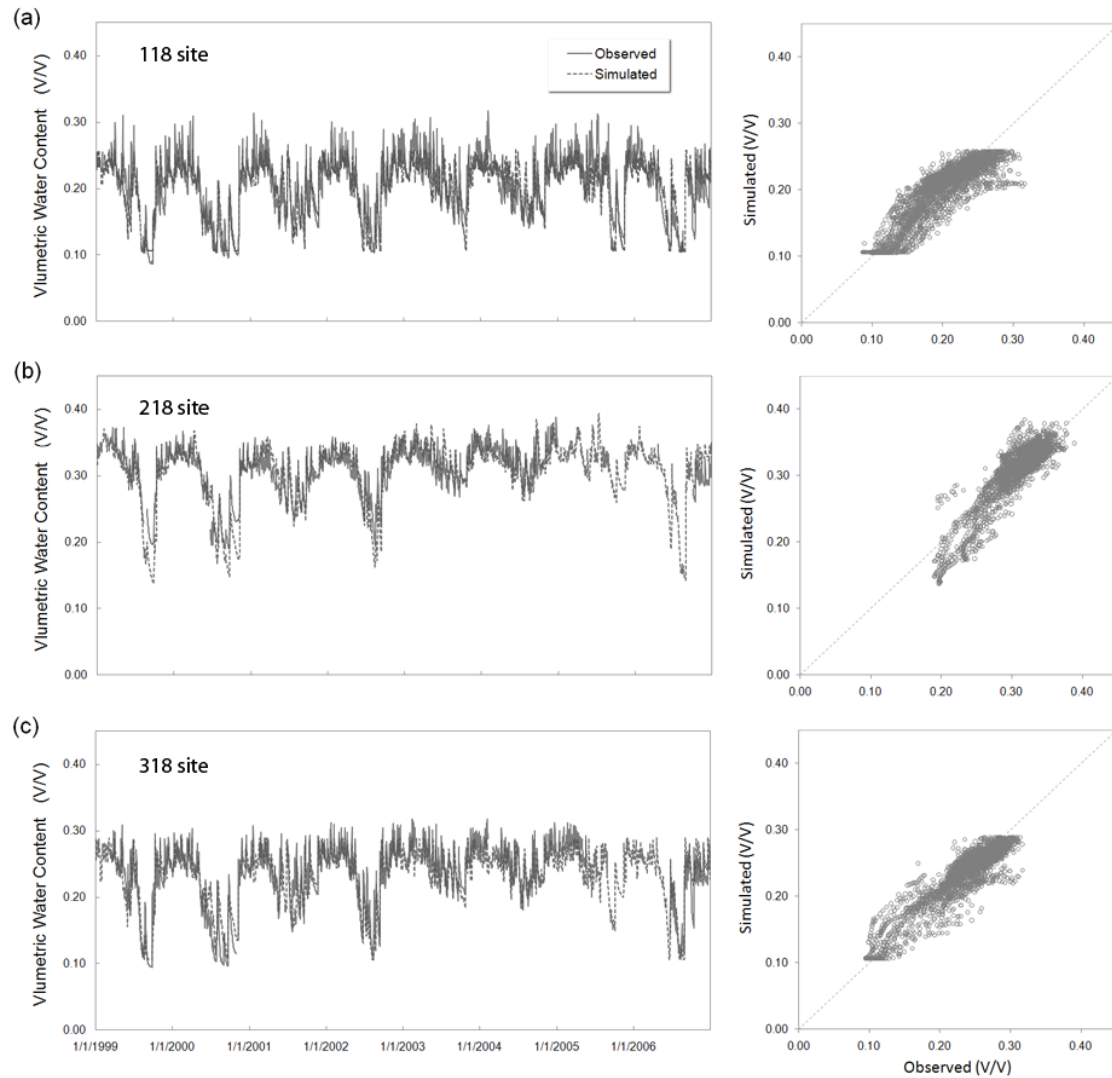 (a)
118 site
Observed
Simulated
Vlumetric Water Content (V/V)
0.40
0.30
0.20
0.10
0.00
Simulated (V/V)
0.40
0.30
0.20
0.10
0.00
0.00 0.10 0.20 0.30 0.40
(b)
218 site
Vlumetric Water Content (V/V)
0.40
0.30
0.20
0.10
0.00
Simulated (V/V)
0.40
0.30
0.20
0.10
0.00
0.00 0.10 0.20 0.30 0.40
(c)
318 site
Vlumetric Water Content (V/V)
0.40
0.30
0.20
0.10
0.00
1/1/1999 1/1/2000 1/1/2001 1/1/2002 1/1/2003 1/1/2004 1/1/2005 1/1/2006
Simulated (V/V)
0.40
0.30
0.20
0.10
0.00
0.00 0.10 0.20 0.30 0.40
Observed (V/V)